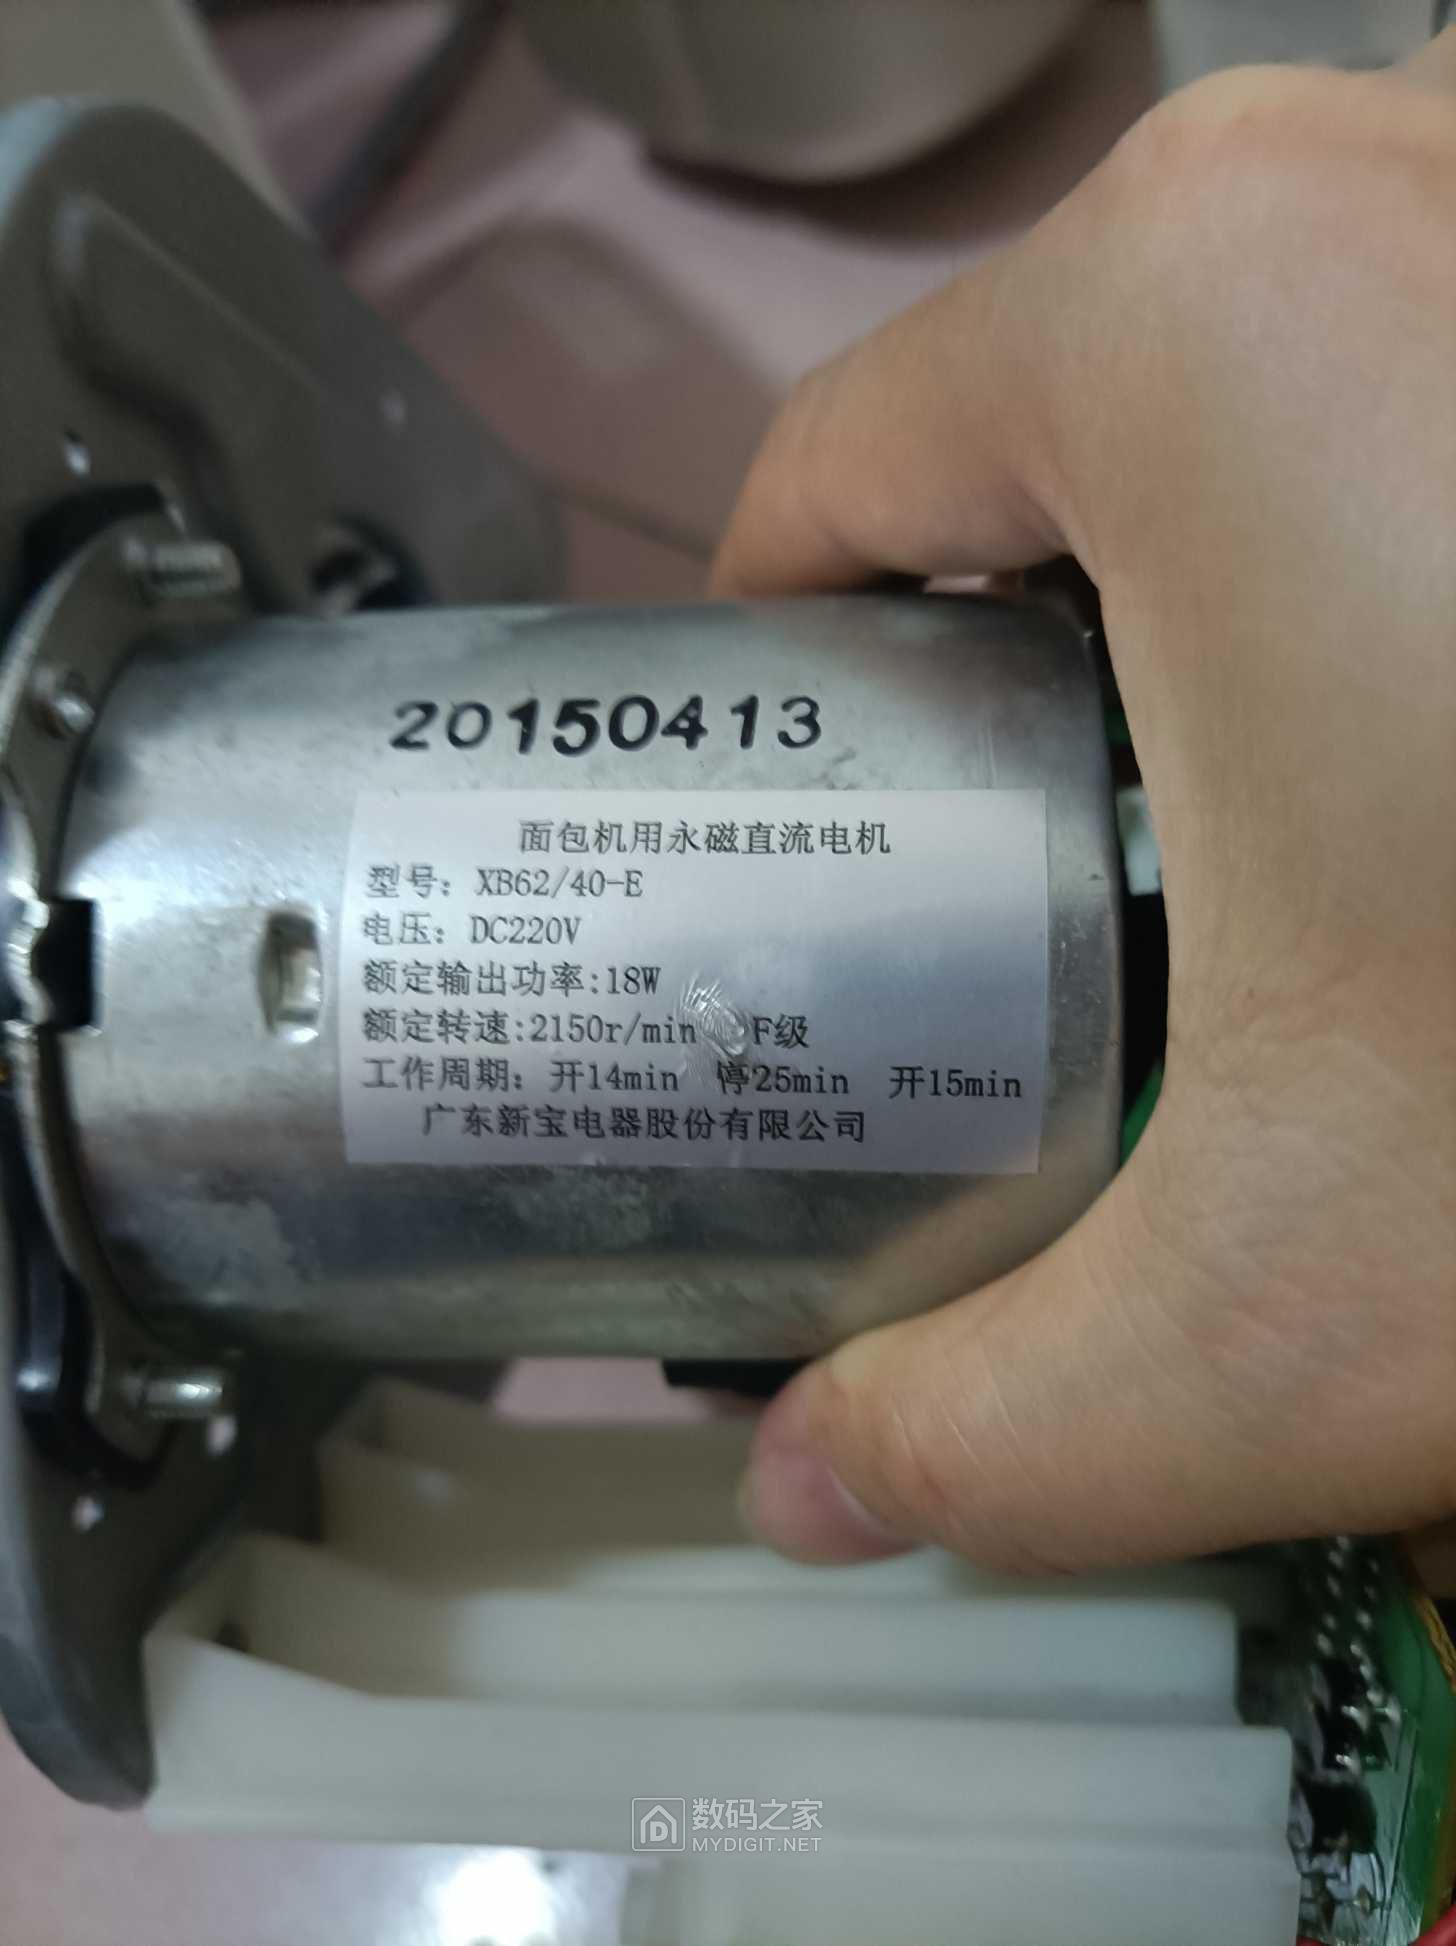 20150413
面包机用永磁直流电机
型号: XB62/40-E
电压: DC220V
额定输出功率:18W
额定转速:2150r/min F级
工作周期: 开14min 停25min 开15min
广东新宝电器股份有限公司
数码之家
MYDIGIT.NET